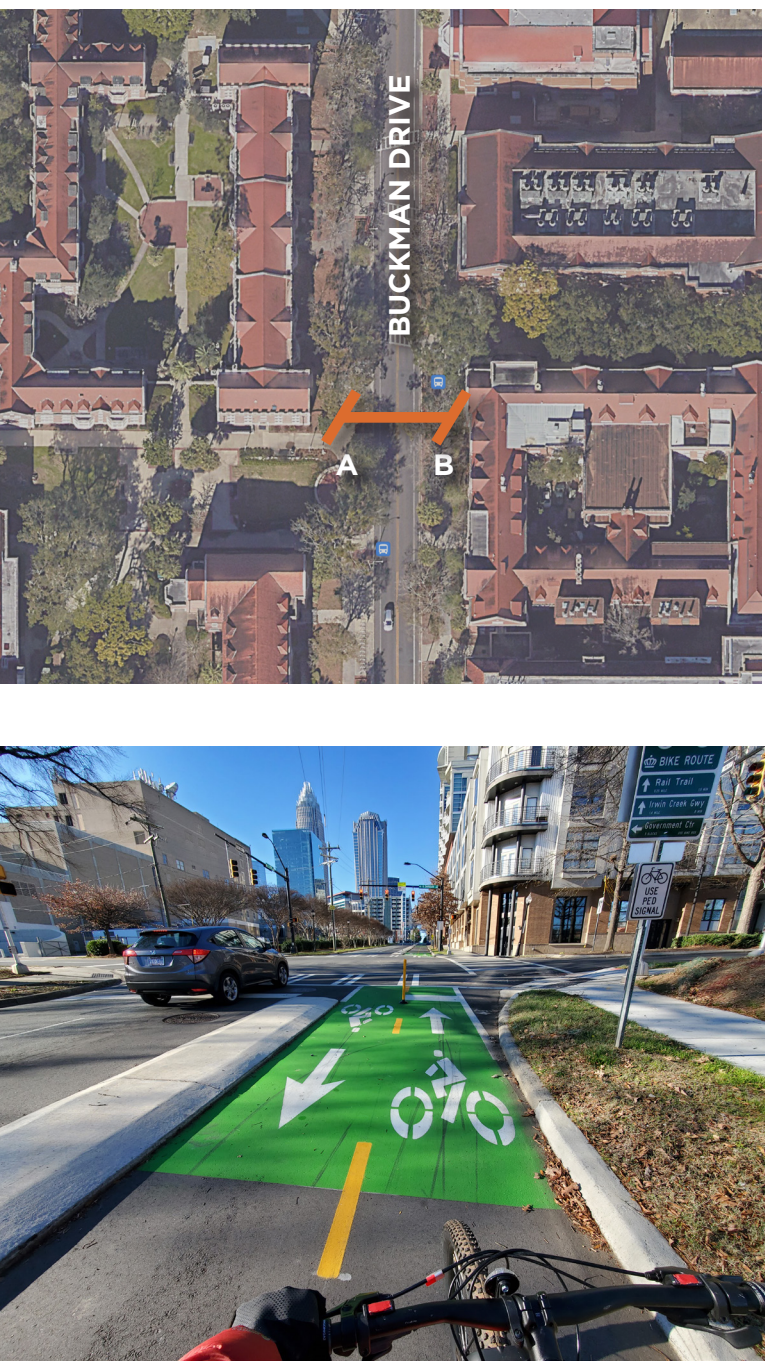 BUCKMAN DRIVE
A
B
BIKE ROUTE
Rail Trail
Irwin Creek Gwy
Government Ctr
USE
PED
SIGNAL